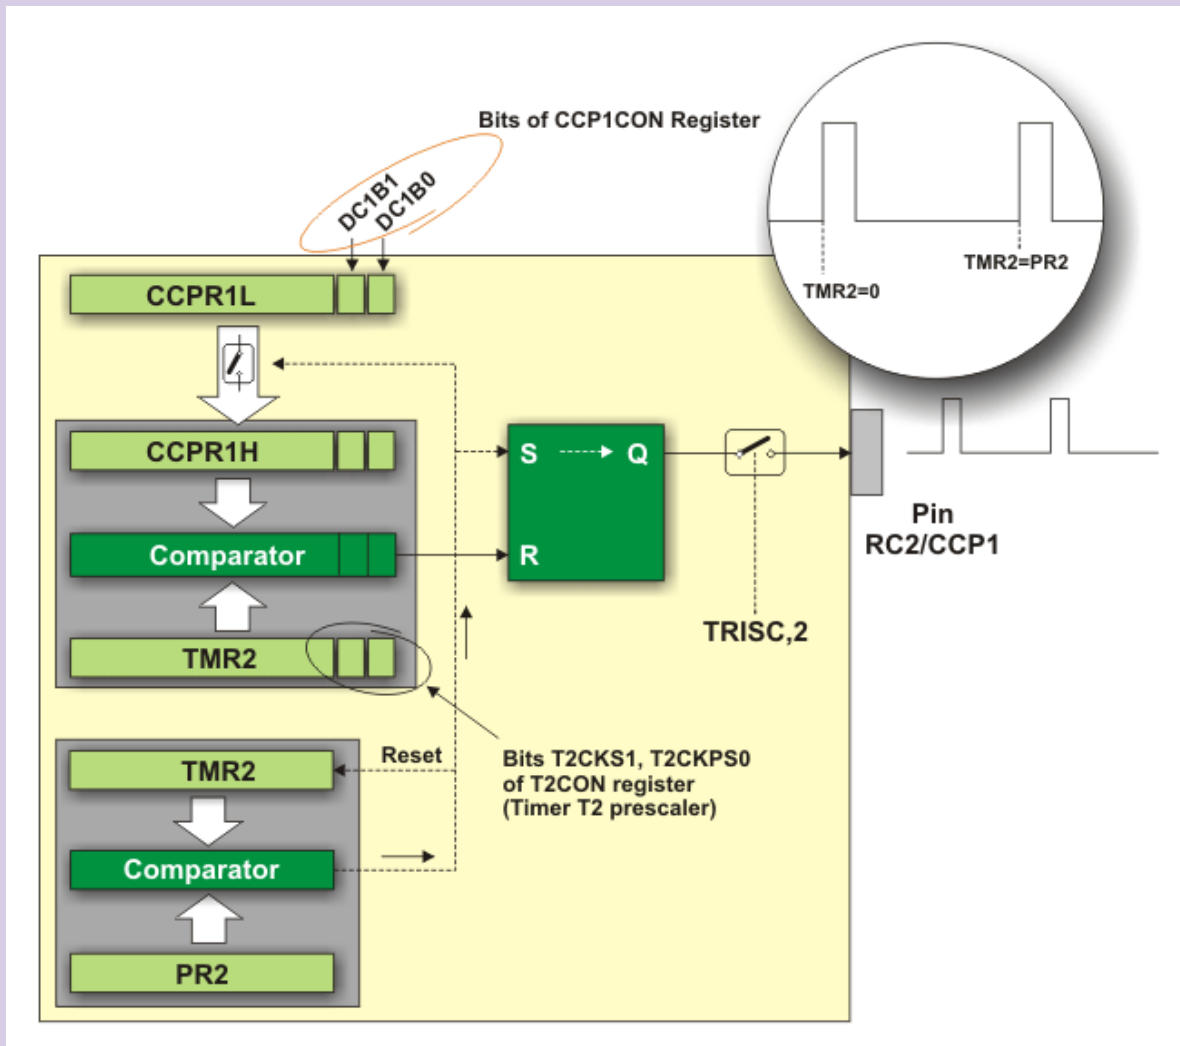 Bits of CCP1CON Register
DC1B1
DC1B0
TMR2=PR2
TMR2=0
CCPR1L
CCPR1H
S
Q
Comparator
R
Pin
RC2/CCP1
TRISC,2
TMR2
Reset
Bits T2CKS1, T2CKPS0
of T2CON register
(Timer T2 prescaler)
TMR2
Comparator
PR2